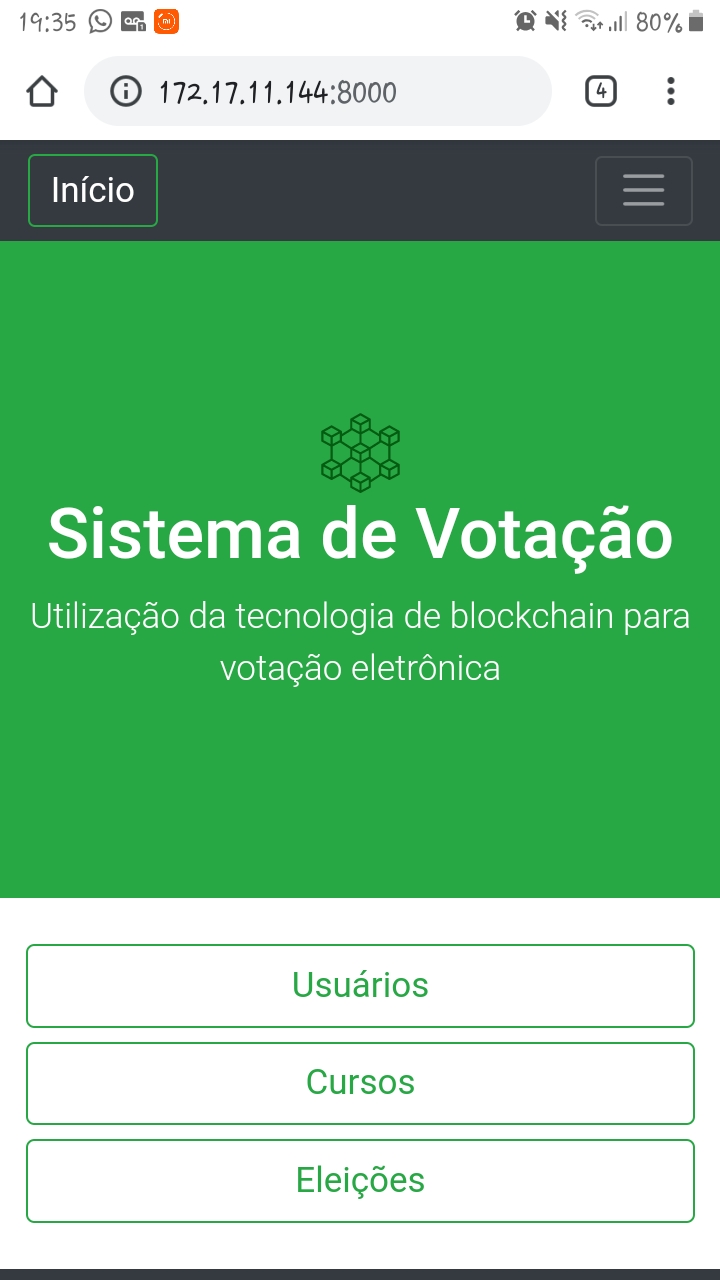 19:35 80%
172.17.11.144:8000 4
Início
Sistema de Votação
Utilização da tecnologia de blockchain para
votação eletrônica
Usuários
Cursos
Eleições